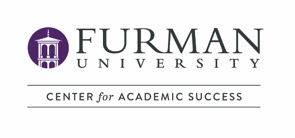 FURMAN
UNIVERSITY
CENTER for ACADEMIC SUCCESS